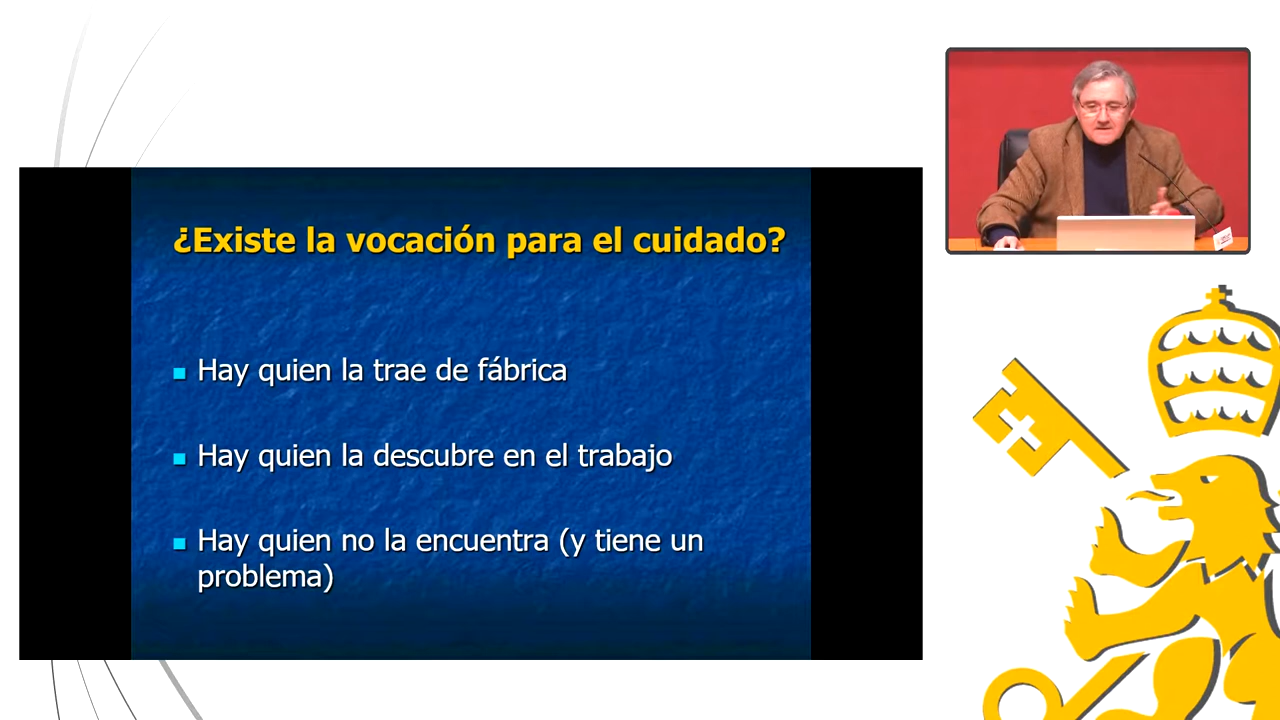 ¿Existe la vocación para el cuidado?
Hay quien la trae de fábrica
Hay quien la descubre en el trabajo
Hay quien no la encuentra (y tiene un
problema)